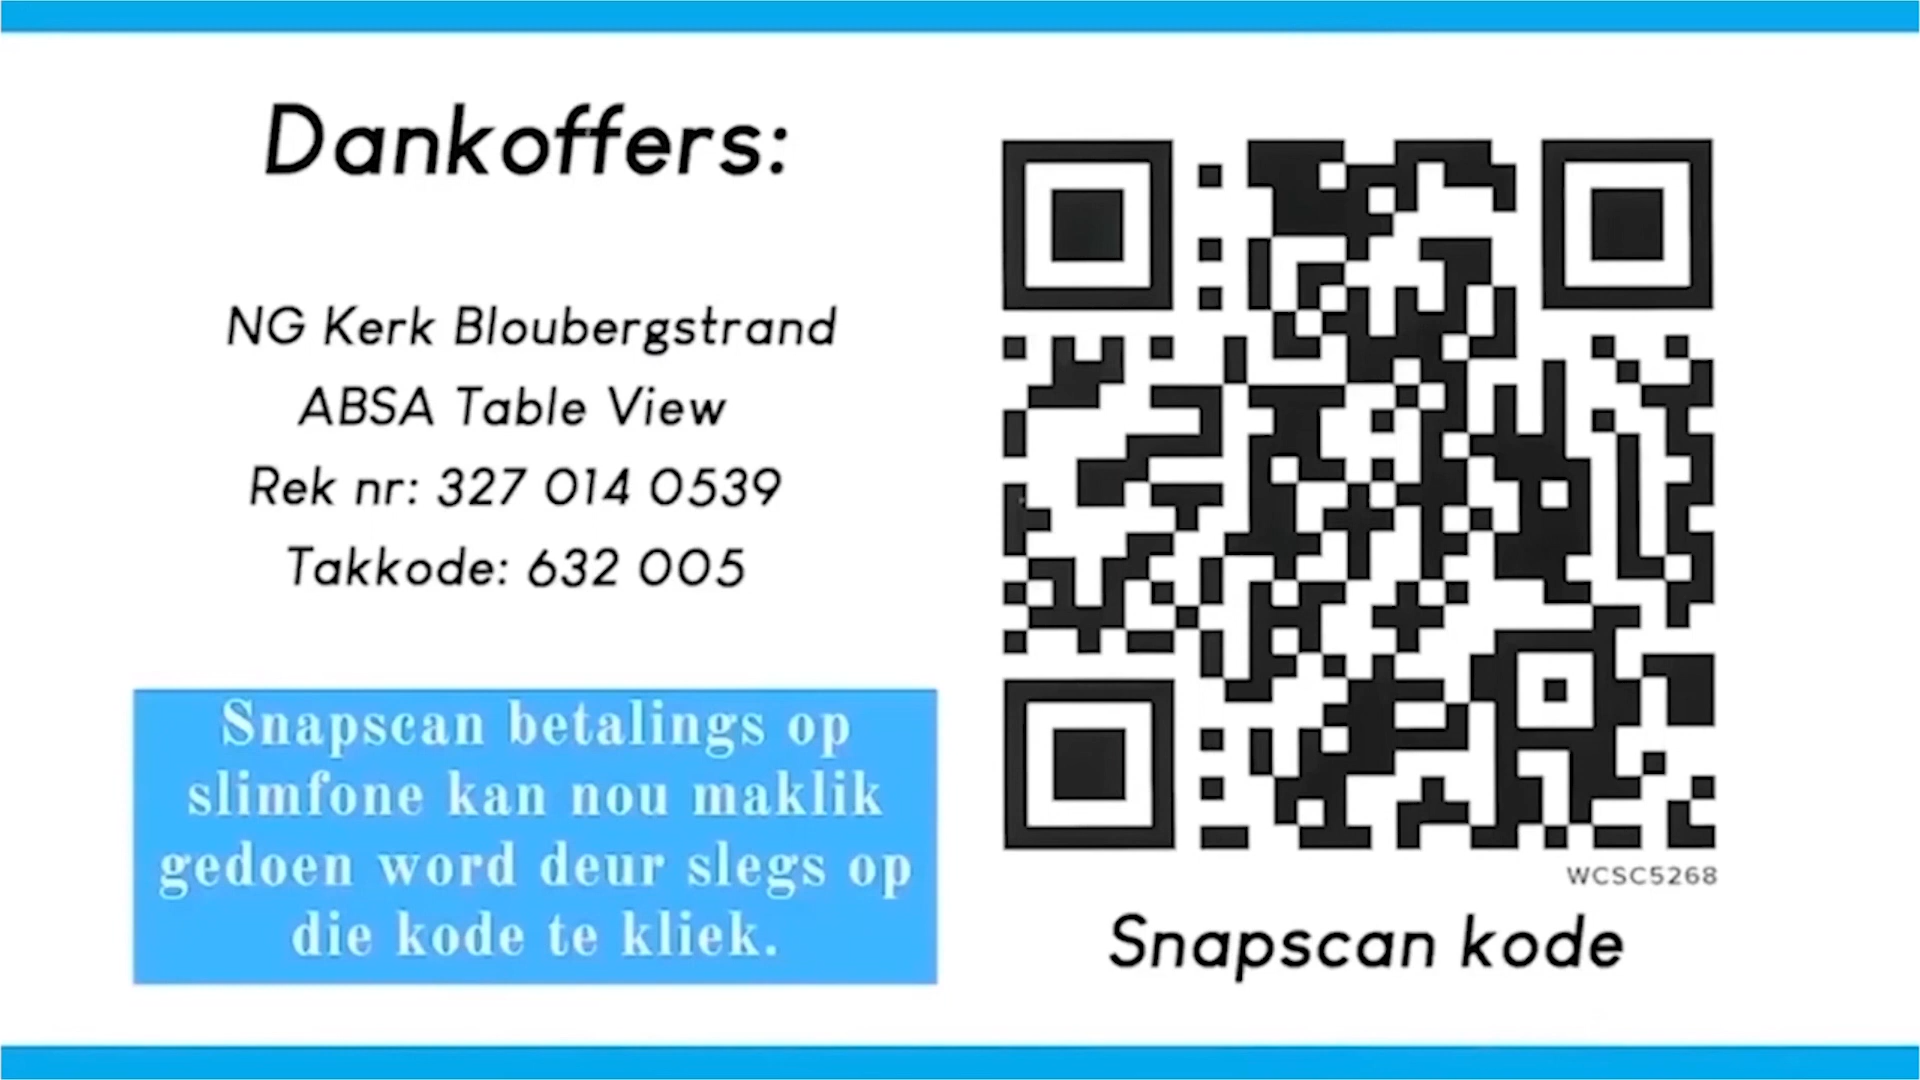 Dankoffers:
NG Kerk Bloubergstrand
ABSA Table View
Rek nr: 327 014 0539
Takkode: 632 005
Snapscan betalings op
slimfone kan nou maklik
gedoen word deur slegs op
die kode te kliek.
WCSC5268
Snapscan kode